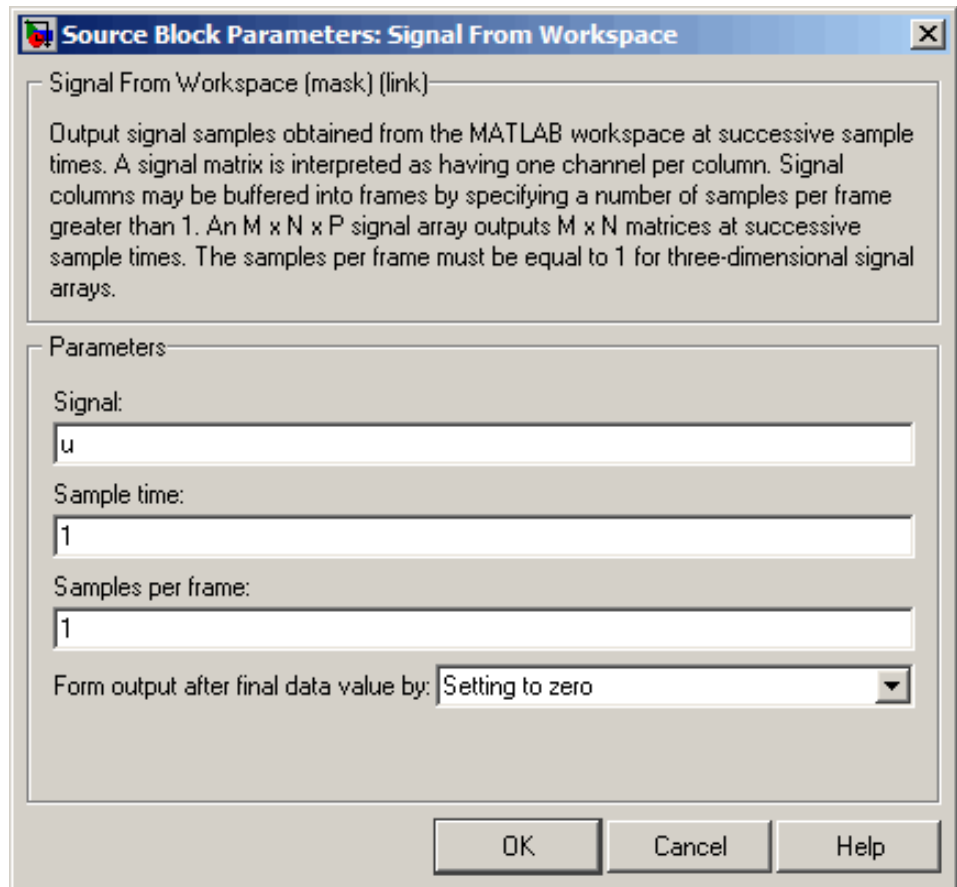 Source Block Parameters: Signal From Workspace
Signal From Workspace (mask) (link)
Output signal samples obtained from the MATLAB workspace at successive sample
times. A signal matrix is interpreted as having one channel per column. Signal
columns may be buffered into frames by specifying a number of samples per frame
greater than 1. An M x N x P signal array outputs M x N matrices at successive
sample times. The samples per frame must be equal to 1 for three-dimensional signal
arrays.
Parameters
Signal:
u
Sample time:
1
Samples per frame:
1
Form output after final data value by: Setting to zero
OK Cancel Help